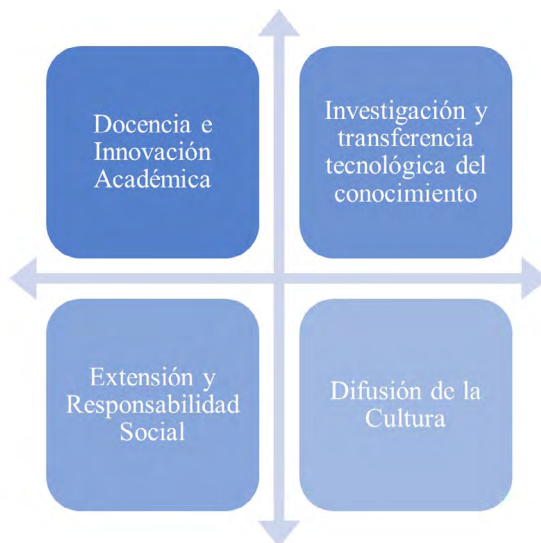 Docencia e
Innovación
Académica
Investigación y
transferencia
tecnológica del
conocimiento
Extensión y
Responsabilidad
Social
Difusión de la
Cultura